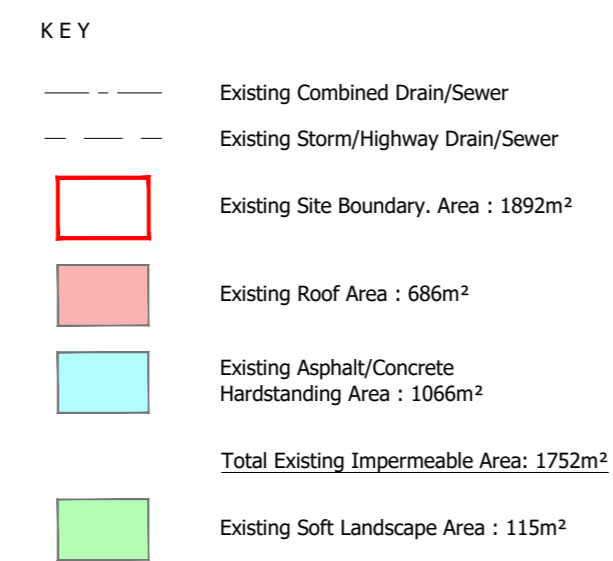 K E Y
Existing Combined Drain/Sewer
Existing Storm/Highway Drain/Sewer
Existing Site Boundary. Area : 1892m²
Existing Roof Area : 686m²
Existing Asphalt/Concrete
Hardstanding Area : 1066m²
Total Existing Impermeable Area: 1752m²
Existing Soft Landscape Area : 115m²